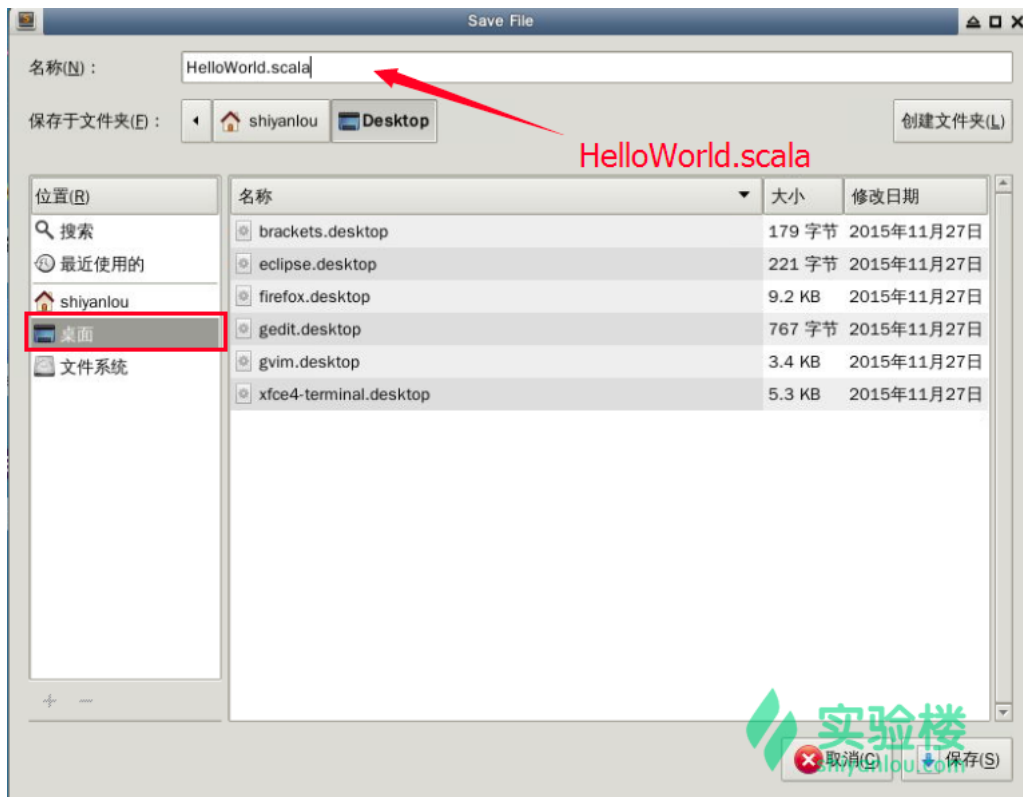 Save File
名称(N)：
HelloWorld.scala
保存于文件夹(F)：
shiyanlou
Desktop
创建文件夹(L)
HelloWorld.scala
位置(R)
名称
大小
修改日期
搜索
brackets.desktop
179 字节
2015年11月27日
最近使用的
eclipse.desktop
221 字节
2015年11月27日
shiyanlou
firefox.desktop
9.2 KB
2015年11月27日
桌面
gedit.desktop
767 字节
2015年11月27日
文件系统
gvim.desktop
3.4 KB
2015年11月27日
xfce4-terminal.desktop
5.3 KB
2015年11月27日
实验楼
shiyanlou.com
取消(C)
保存(S)